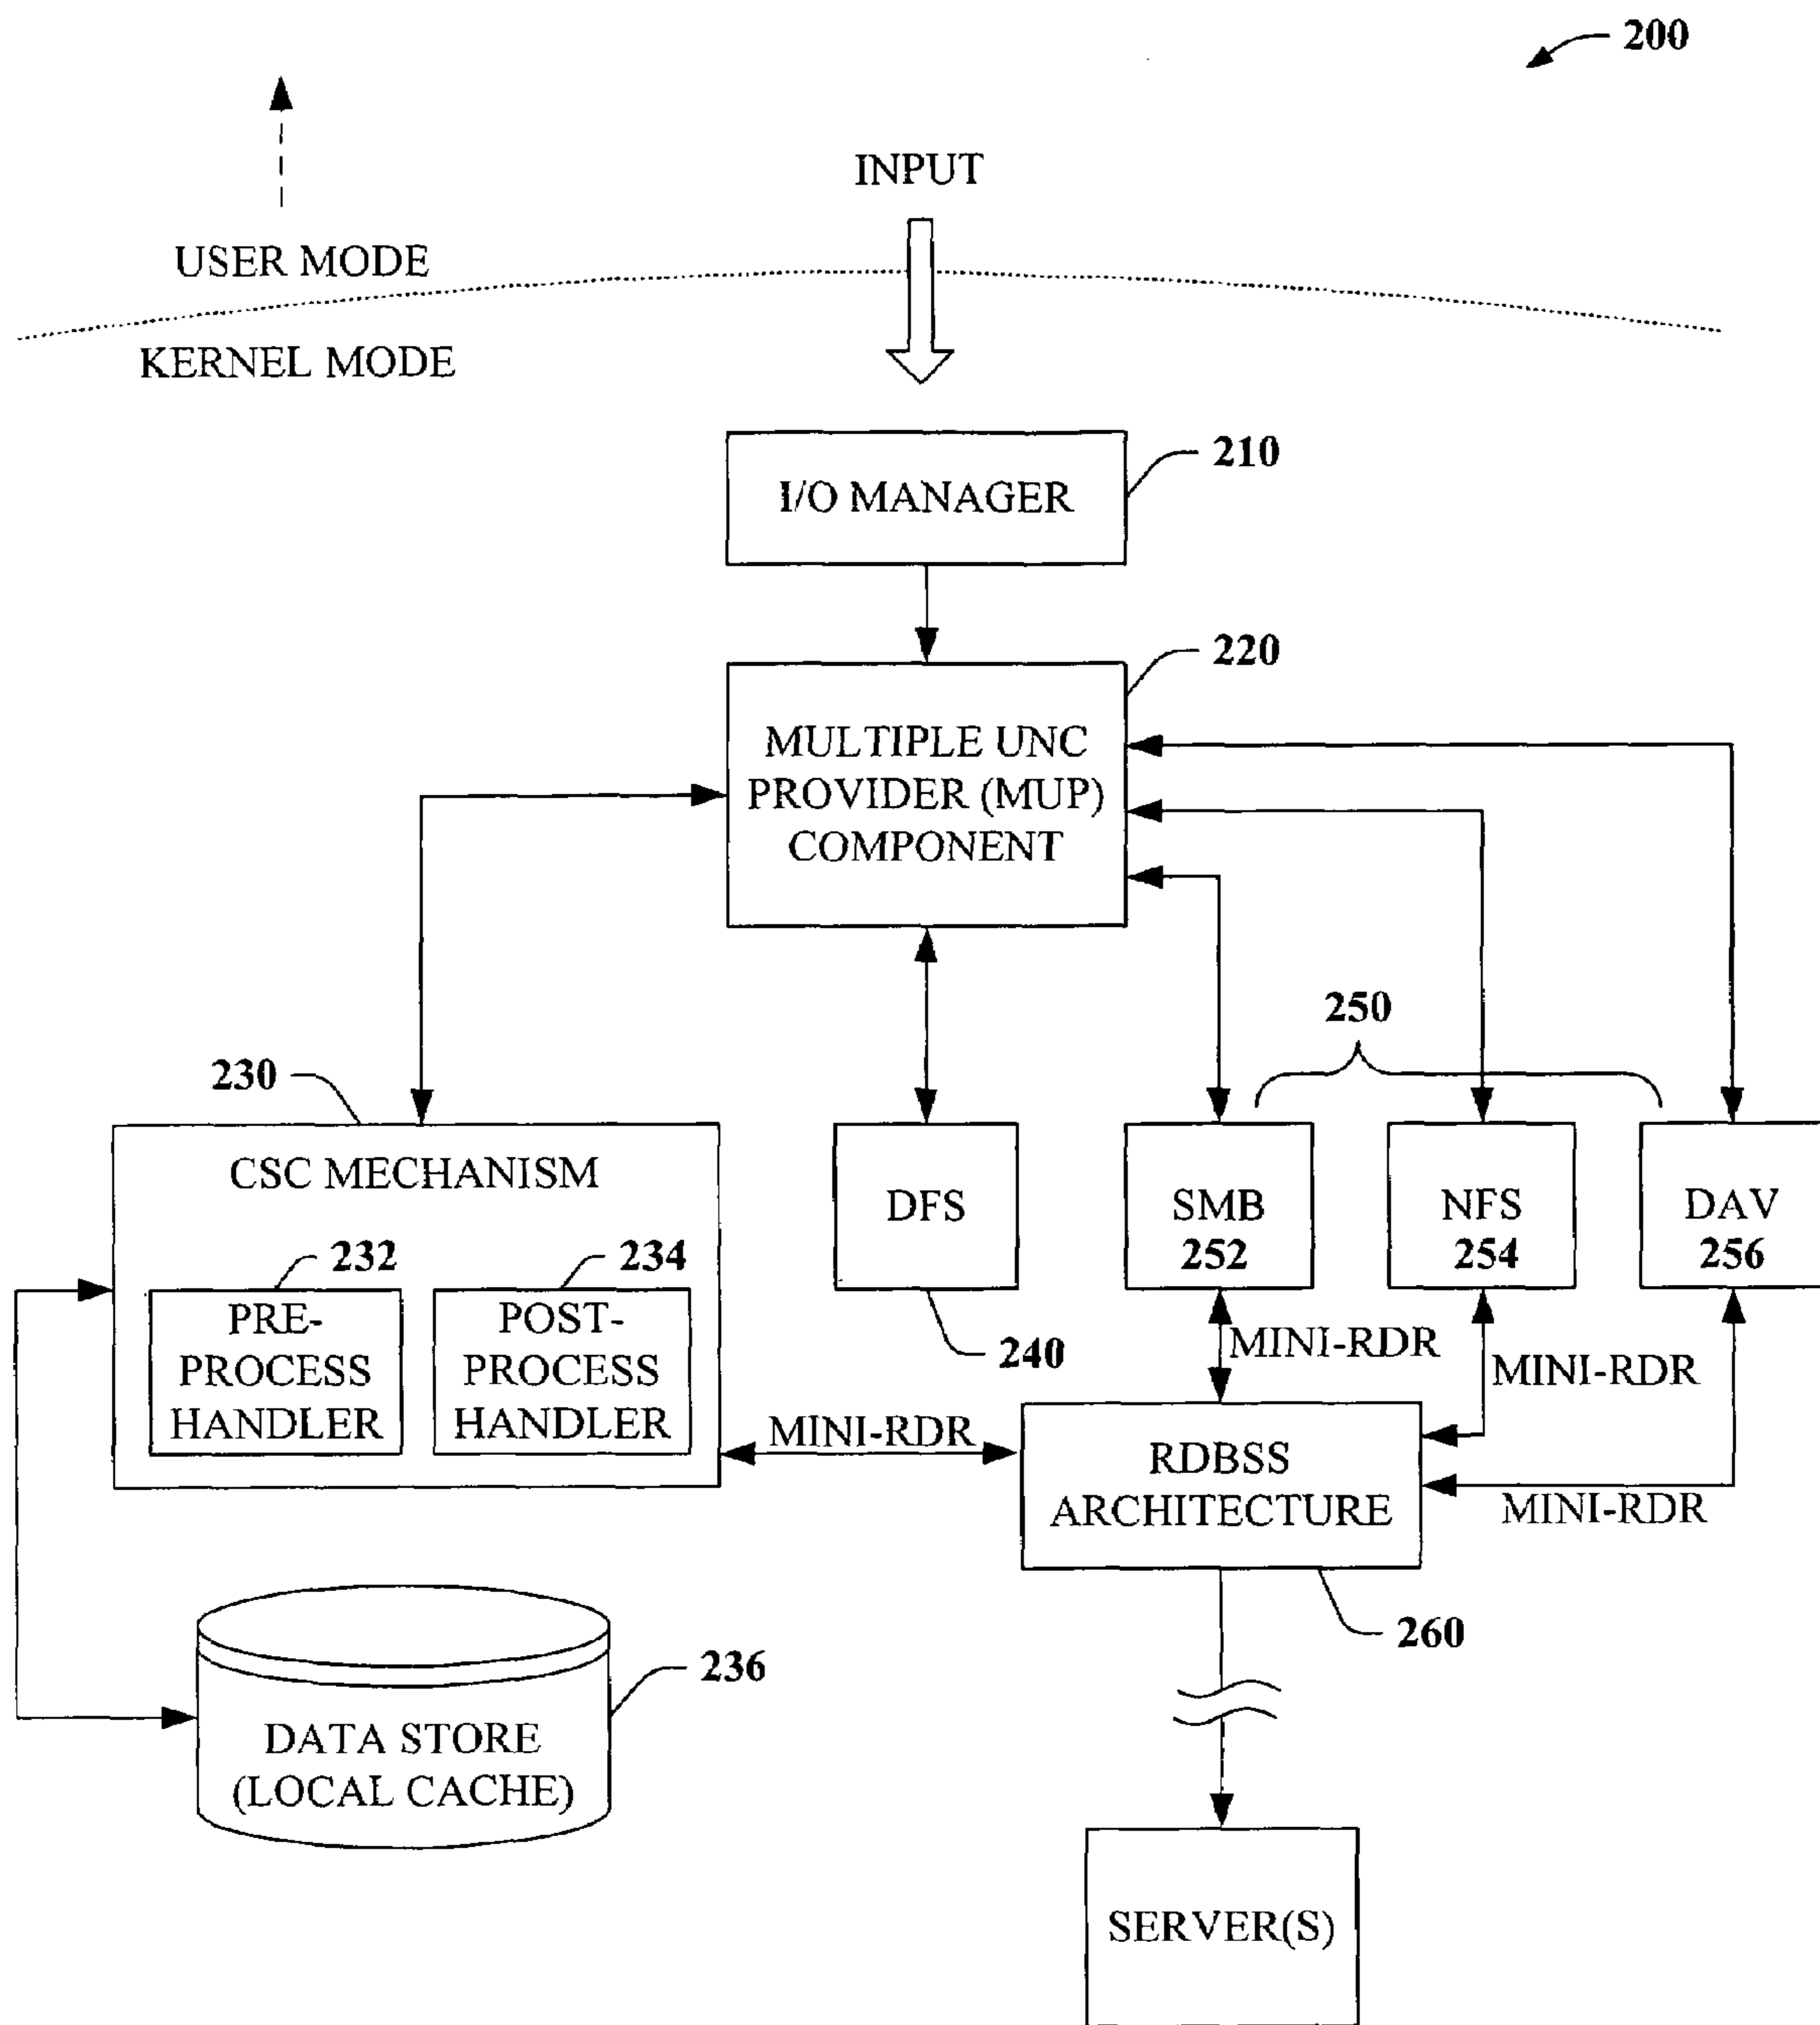 200
INPUT
USER MODE
KERNEL MODE
210
I/O MANAGER
220
MULTIPLE UNC
PROVIDER (MUP)
COMPONENT
250
230
CSC MECHANISM
232
234
PRE-
PROCESS
HANDLER
POST-
PROCESS
HANDLER
DFS
240
SMB
252
NFS
254
DAV
256
MINI-RDR
MINI-RDR
MINI-RDR
MINI-RDR
RDBSS
ARCHITECTURE
260
236
DATA STORE
(LOCAL CACHE)
SERVER(S)